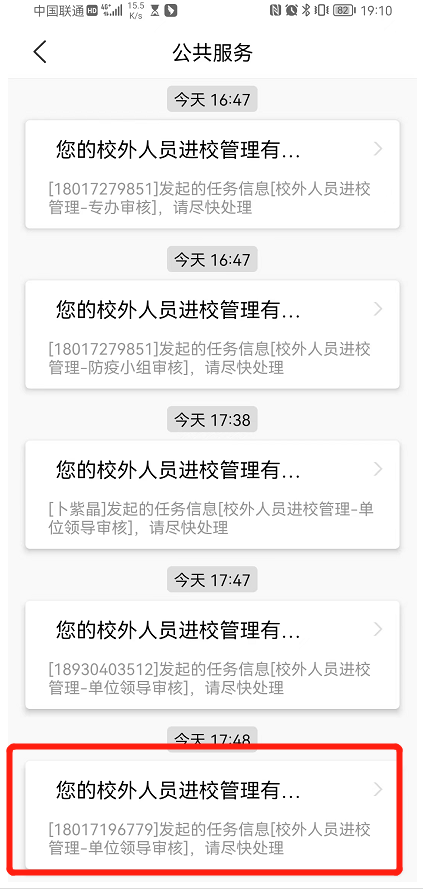 中国联通 HD 4G+ 15.5 K/s 82 19:10
公共服务
今天 16:47
您的校外人员进校管理有...
[18017279851]发起的任务信息[校外人员进校
管理-专办审核]，请尽快处理
今天 16:47
您的校外人员进校管理有...
[18017279851]发起的任务信息[校外人员进校
管理-防疫小组审核]，请尽快处理
今天 17:38
您的校外人员进校管理有...
[卜紫晶]发起的任务信息[校外人员进校管理-单
位领导审核]，请尽快处理
今天 17:47
您的校外人员进校管理有...
[18930403512]发起的任务信息[校外人员进校
管理-单位领导审核]，请尽快处理
今天 17:48
您的校外人员进校管理有...
[18017196779]发起的任务信息[校外人员进校
管理-单位领导审核]，请尽快处理